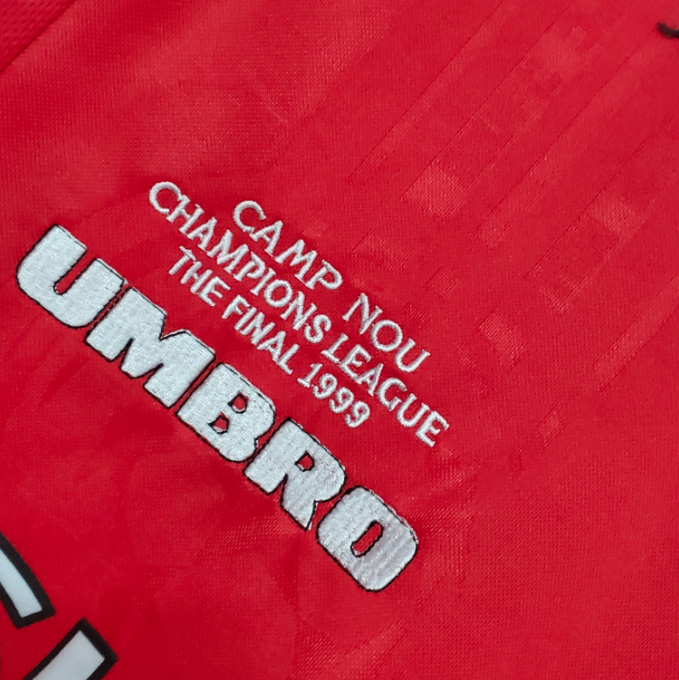 CAMP NOU
CHAMPIONS LEAGUE
THE FINAL 1999
UMBRO